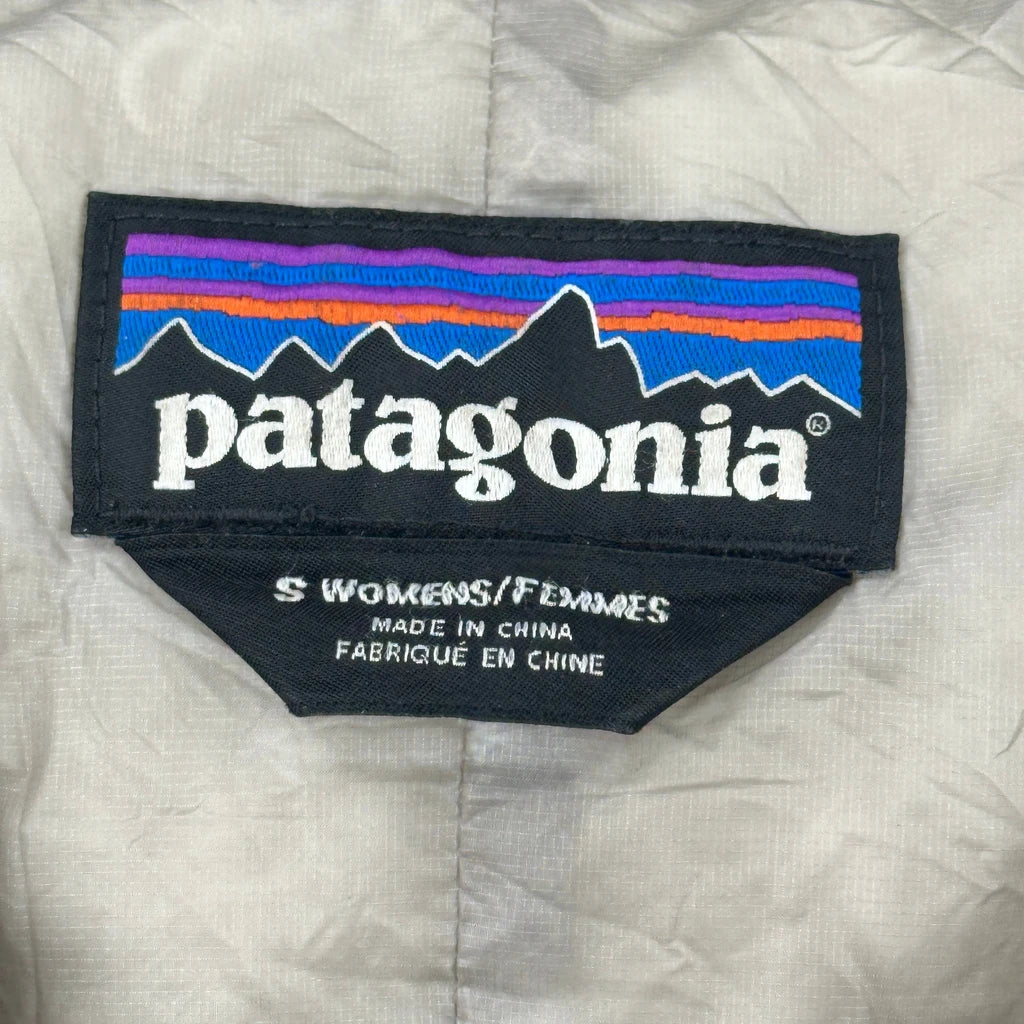 patagonia®
S WOMENS/FEMMES
MADE IN CHINA
FABRIQUÉ EN CHINE